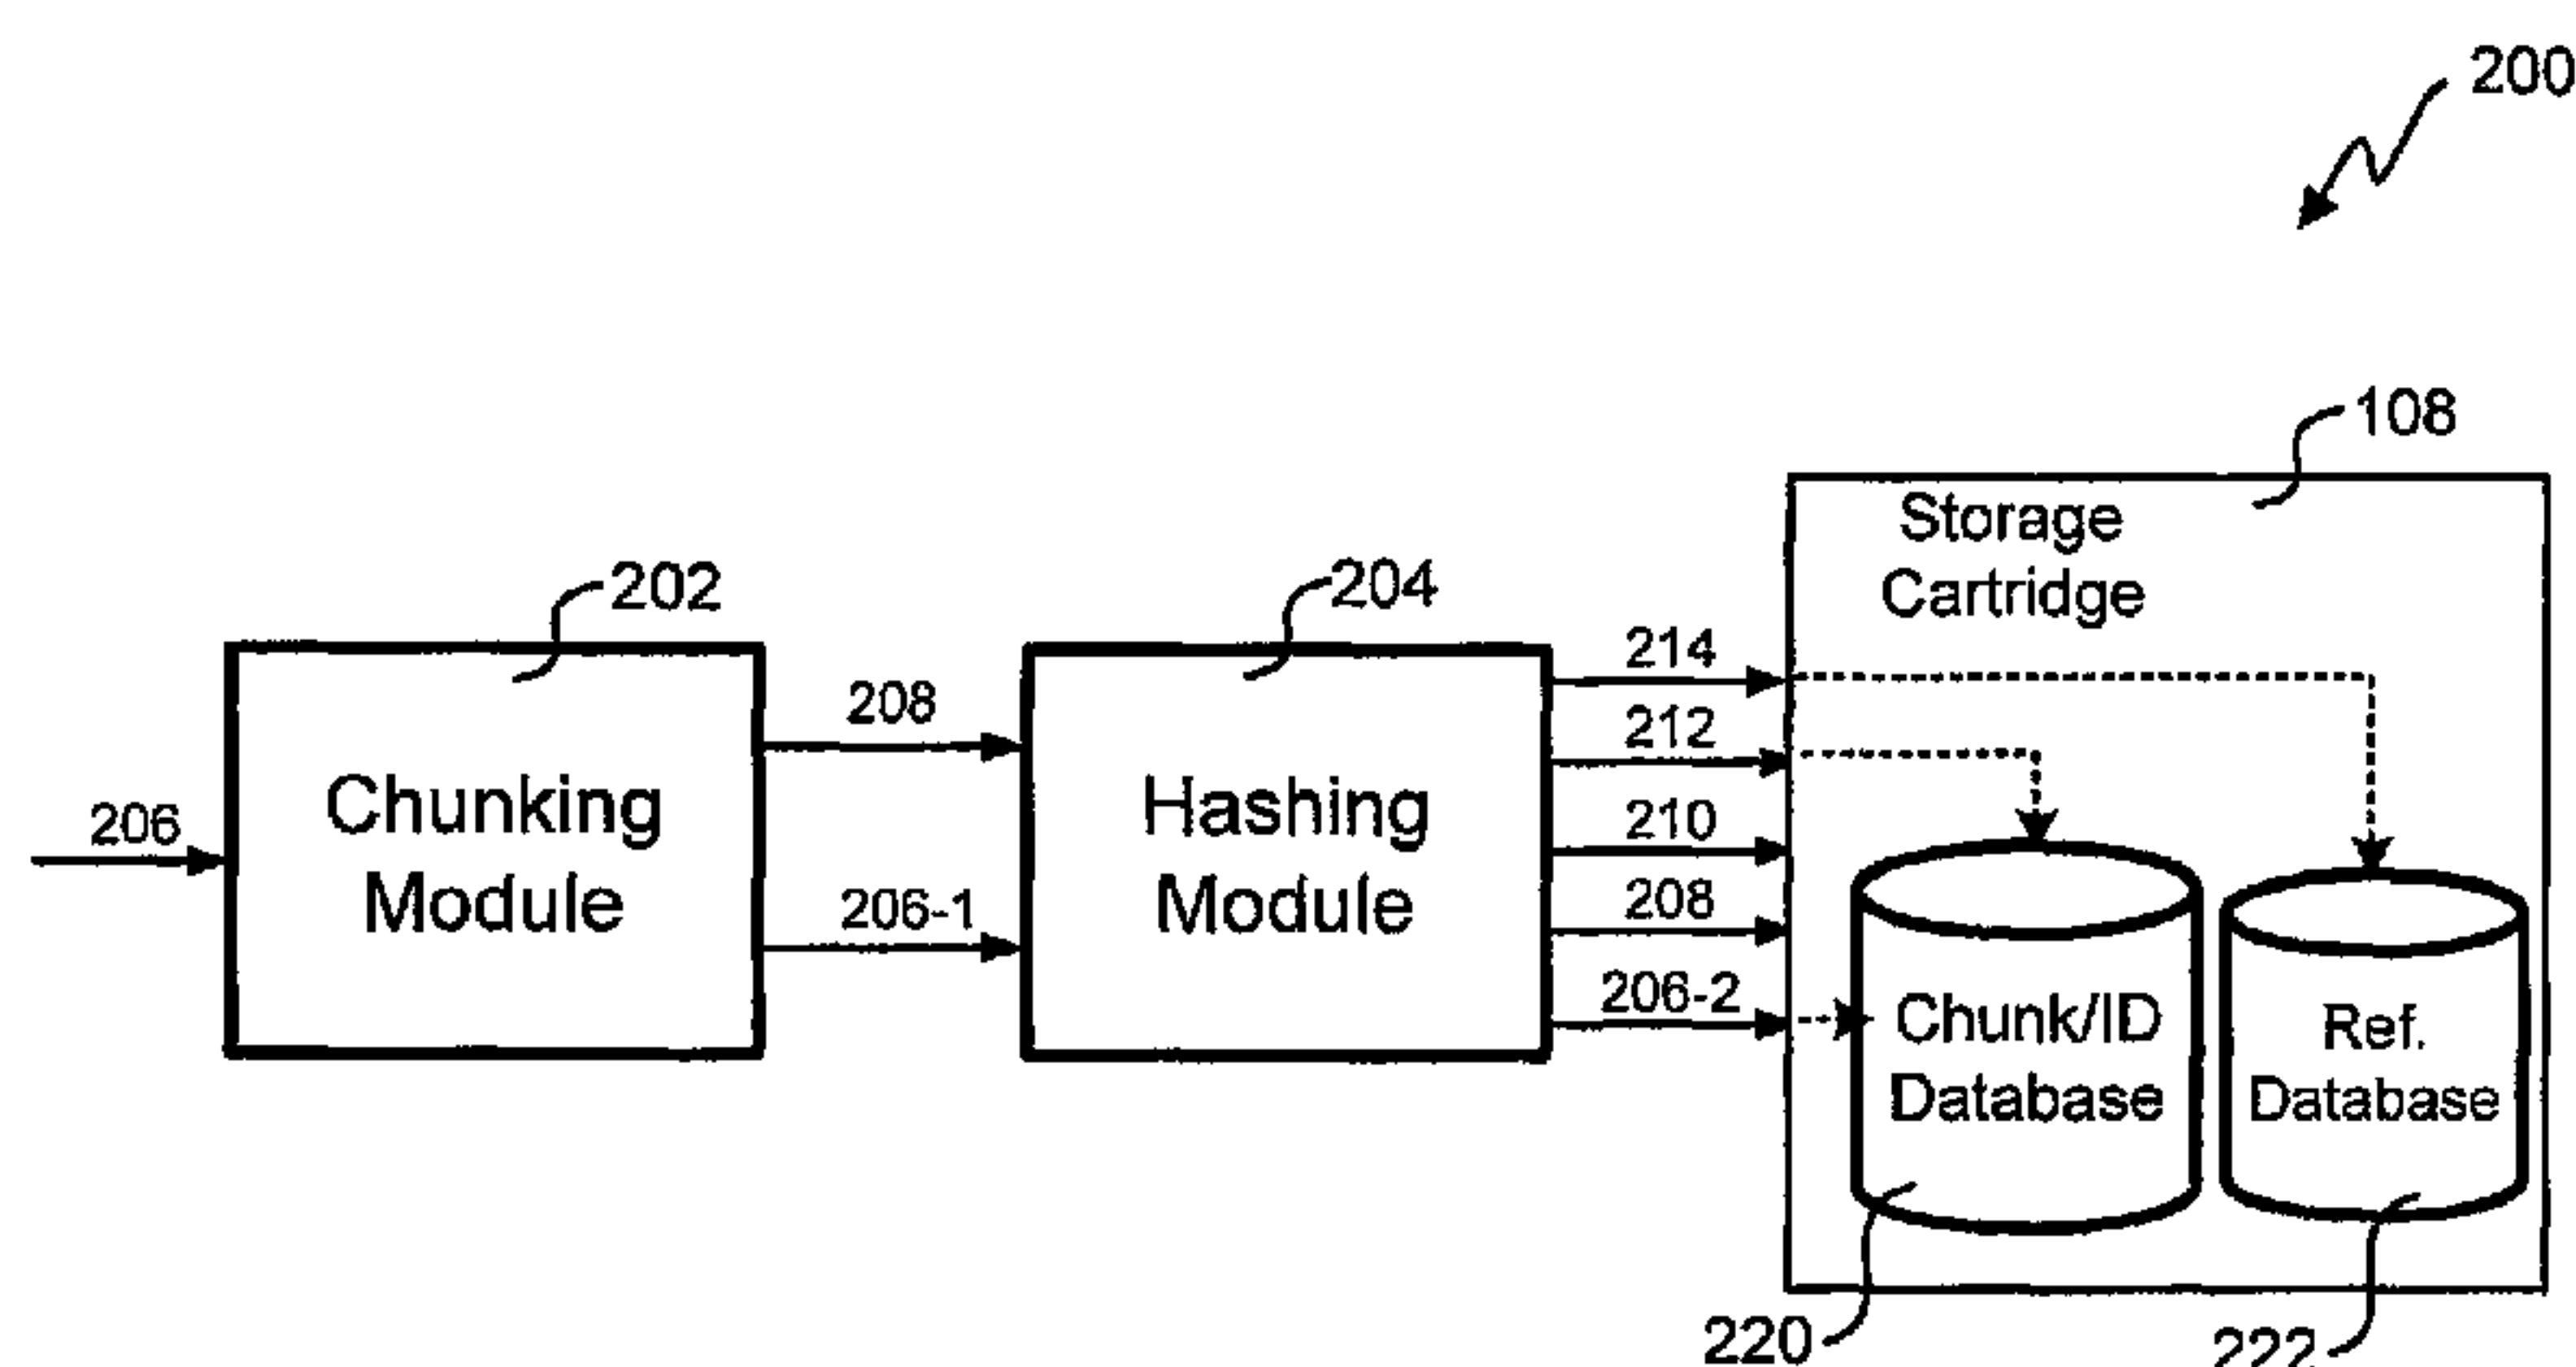 200
108
Storage
Cartridge
202
204
214
208
212
206
Chunking
Module
Hashing
Module
210
206-1
208
206-2
Chunk/ID
Database
Ref.
Database
220
222